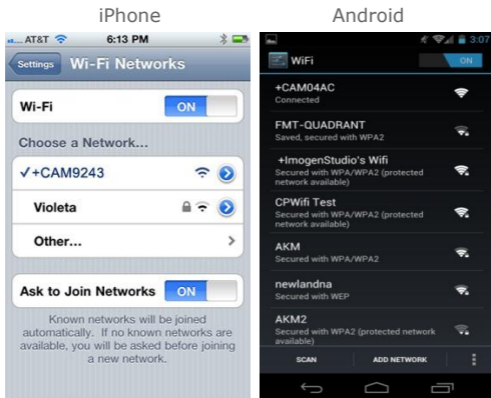 iPhone
Android
AT&T 6:13 PM
Settings Wi-Fi Networks
Wi-Fi ON
Choose a Network...
✓+CAM9243
Violeta
Other...
Ask to Join Networks ON
Known networks will be joined
automatically. If no known networks are
available, you will be asked before joining
a new network.
3:07
WiFi ON
+CAM04AC
Connected
FMT-QUADRANT
Saved, secured with WPA2
+ImogenStudio's Wifi
Secured with WPA/WPA2 (protected
network available)
CPWifi Test
Secured with WPA/WPA2 (protected
network available)
AKM
Secured with WPA/WPA2
newlandna
Secured with WEP
AKM2
Secured with WPA2 (protected network
available)
SCAN ADD NETWORK